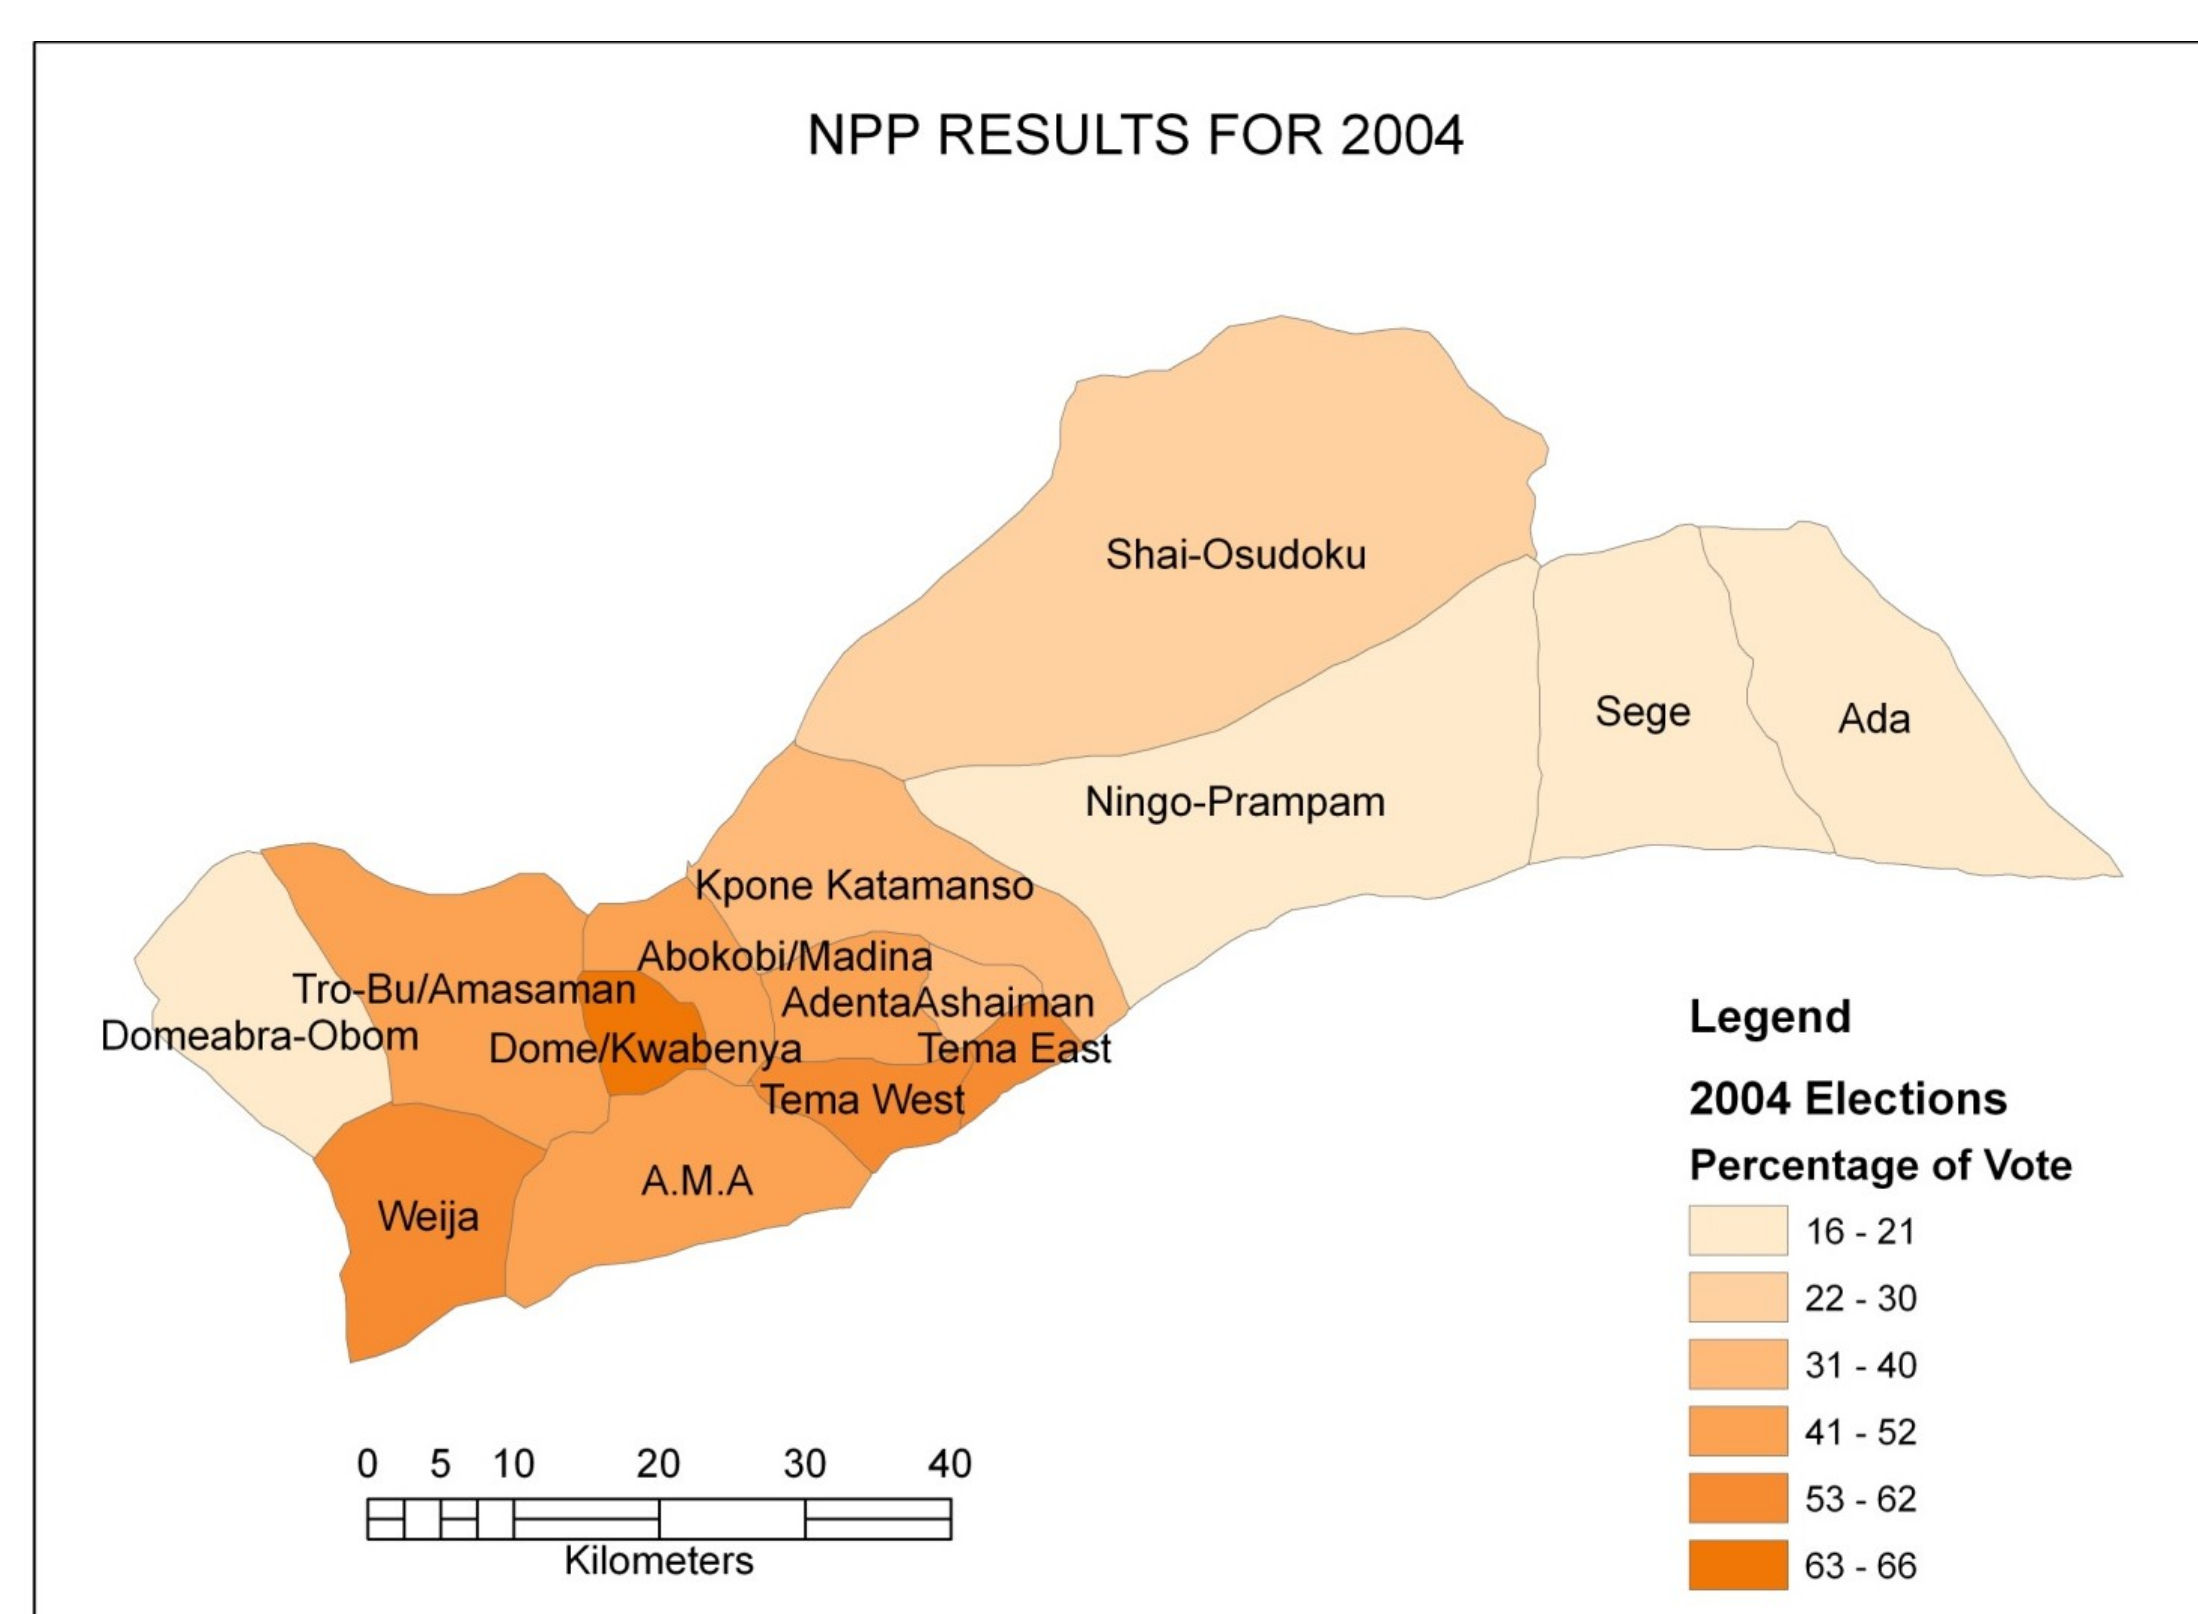 NPP RESULTS FOR 2004
Shai-Osudoku
Sege
Ada
Ningo-Prampam
Kpone Katamanso
Abokobi/Madina
Tro-Bu/Amasaman
Adenta
Ashaiman
Domeabra-Obom
Dome/Kwabenya
Tema East
Tema West
A.M.A
Weija
Legend
2004 Elections
Percentage of Vote
16 - 21
22 - 30
31 - 40
41 - 52
53 - 62
63 - 66
0 5 10 20 30 40
Kilometers